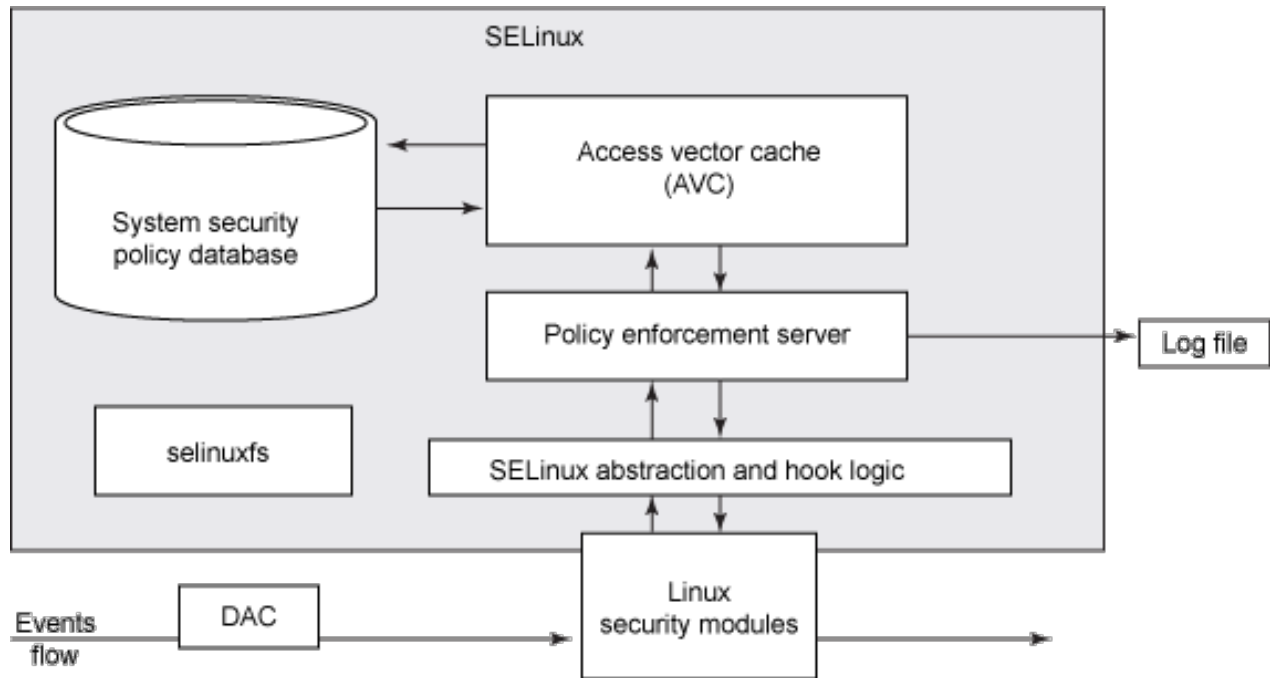 SELinux
Access vector cache
(AVC)
System security
policy database
Policy enforcement server
Log file
selinuxfs
SELinux abstraction and hook logic
Linux
security modules
DAC
Events
flow